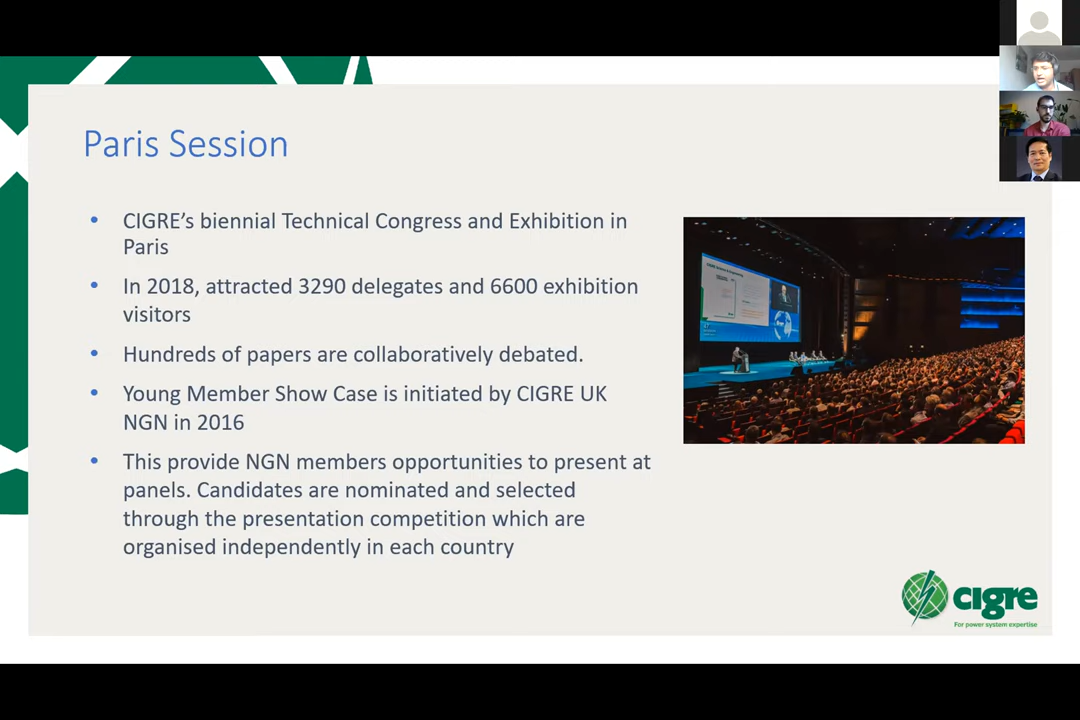 Paris Session
• CIGRE’s biennial Technical Congress and Exhibition in
Paris
• In 2018, attracted 3290 delegates and 6600 exhibition
visitors
• Hundreds of papers are collaboratively debated.
• Young Member Show Case is initiated by CIGRE UK
NGN in 2016
• This provide NGN members opportunities to present at
panels. Candidates are nominated and selected
through the presentation competition which are
organised independently in each country
cigre
For power system expertise